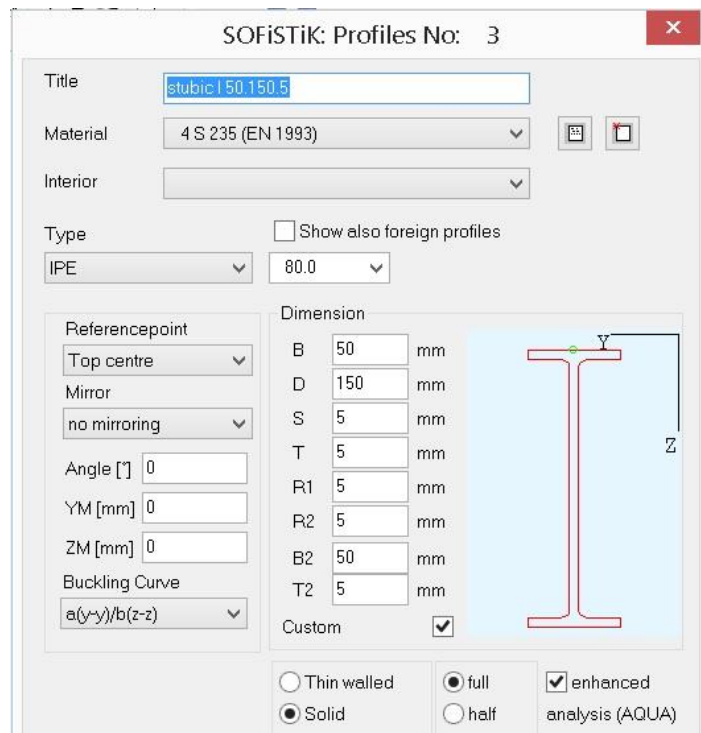 SOFiSTiK: Profiles No: 3
Title
stubic I 50.150.5
Material 4 S 235 (EN 1993)
Interior
Type
Show also foreign profiles
IPE 80.0
Referencepoint
Top centre
Mirror
no mirroring
Angle [°] 0
YM [mm] 0
ZM [mm] 0
Buckling Curve
a(y-y)/b(z-z)
Dimension
B 50 mm
D 150 mm
S 5 mm
T 5 mm
R1 5 mm
R2 5 mm
B2 50 mm
T2 5 mm
Custom
Y
Z
Thin walled
Solid
full
half
enhanced
analysis (AQUA)